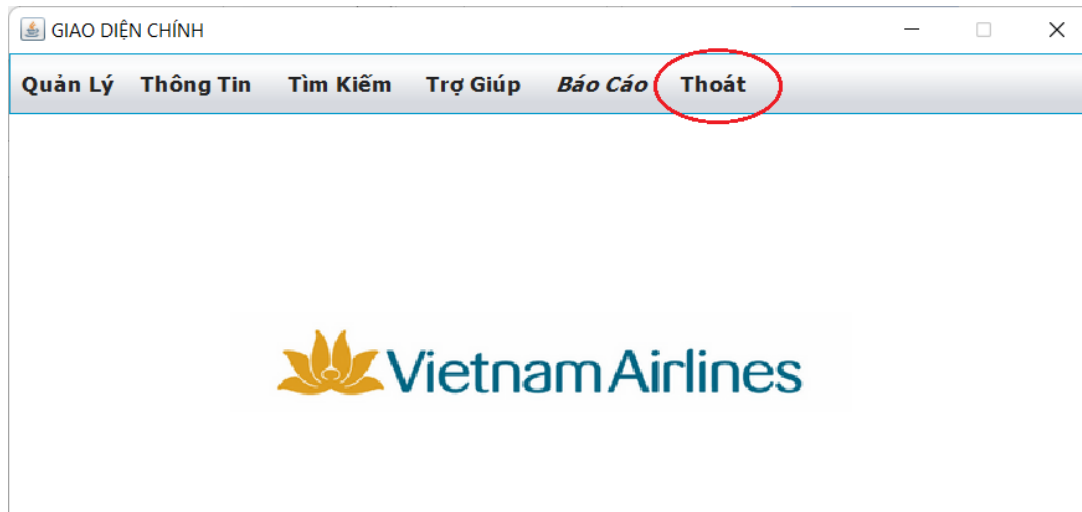 GIAO DIỆN CHÍNH
Quản Lý Thông Tin Tìm Kiếm Trợ Giúp Báo Cáo Thoát
Vietnam Airlines